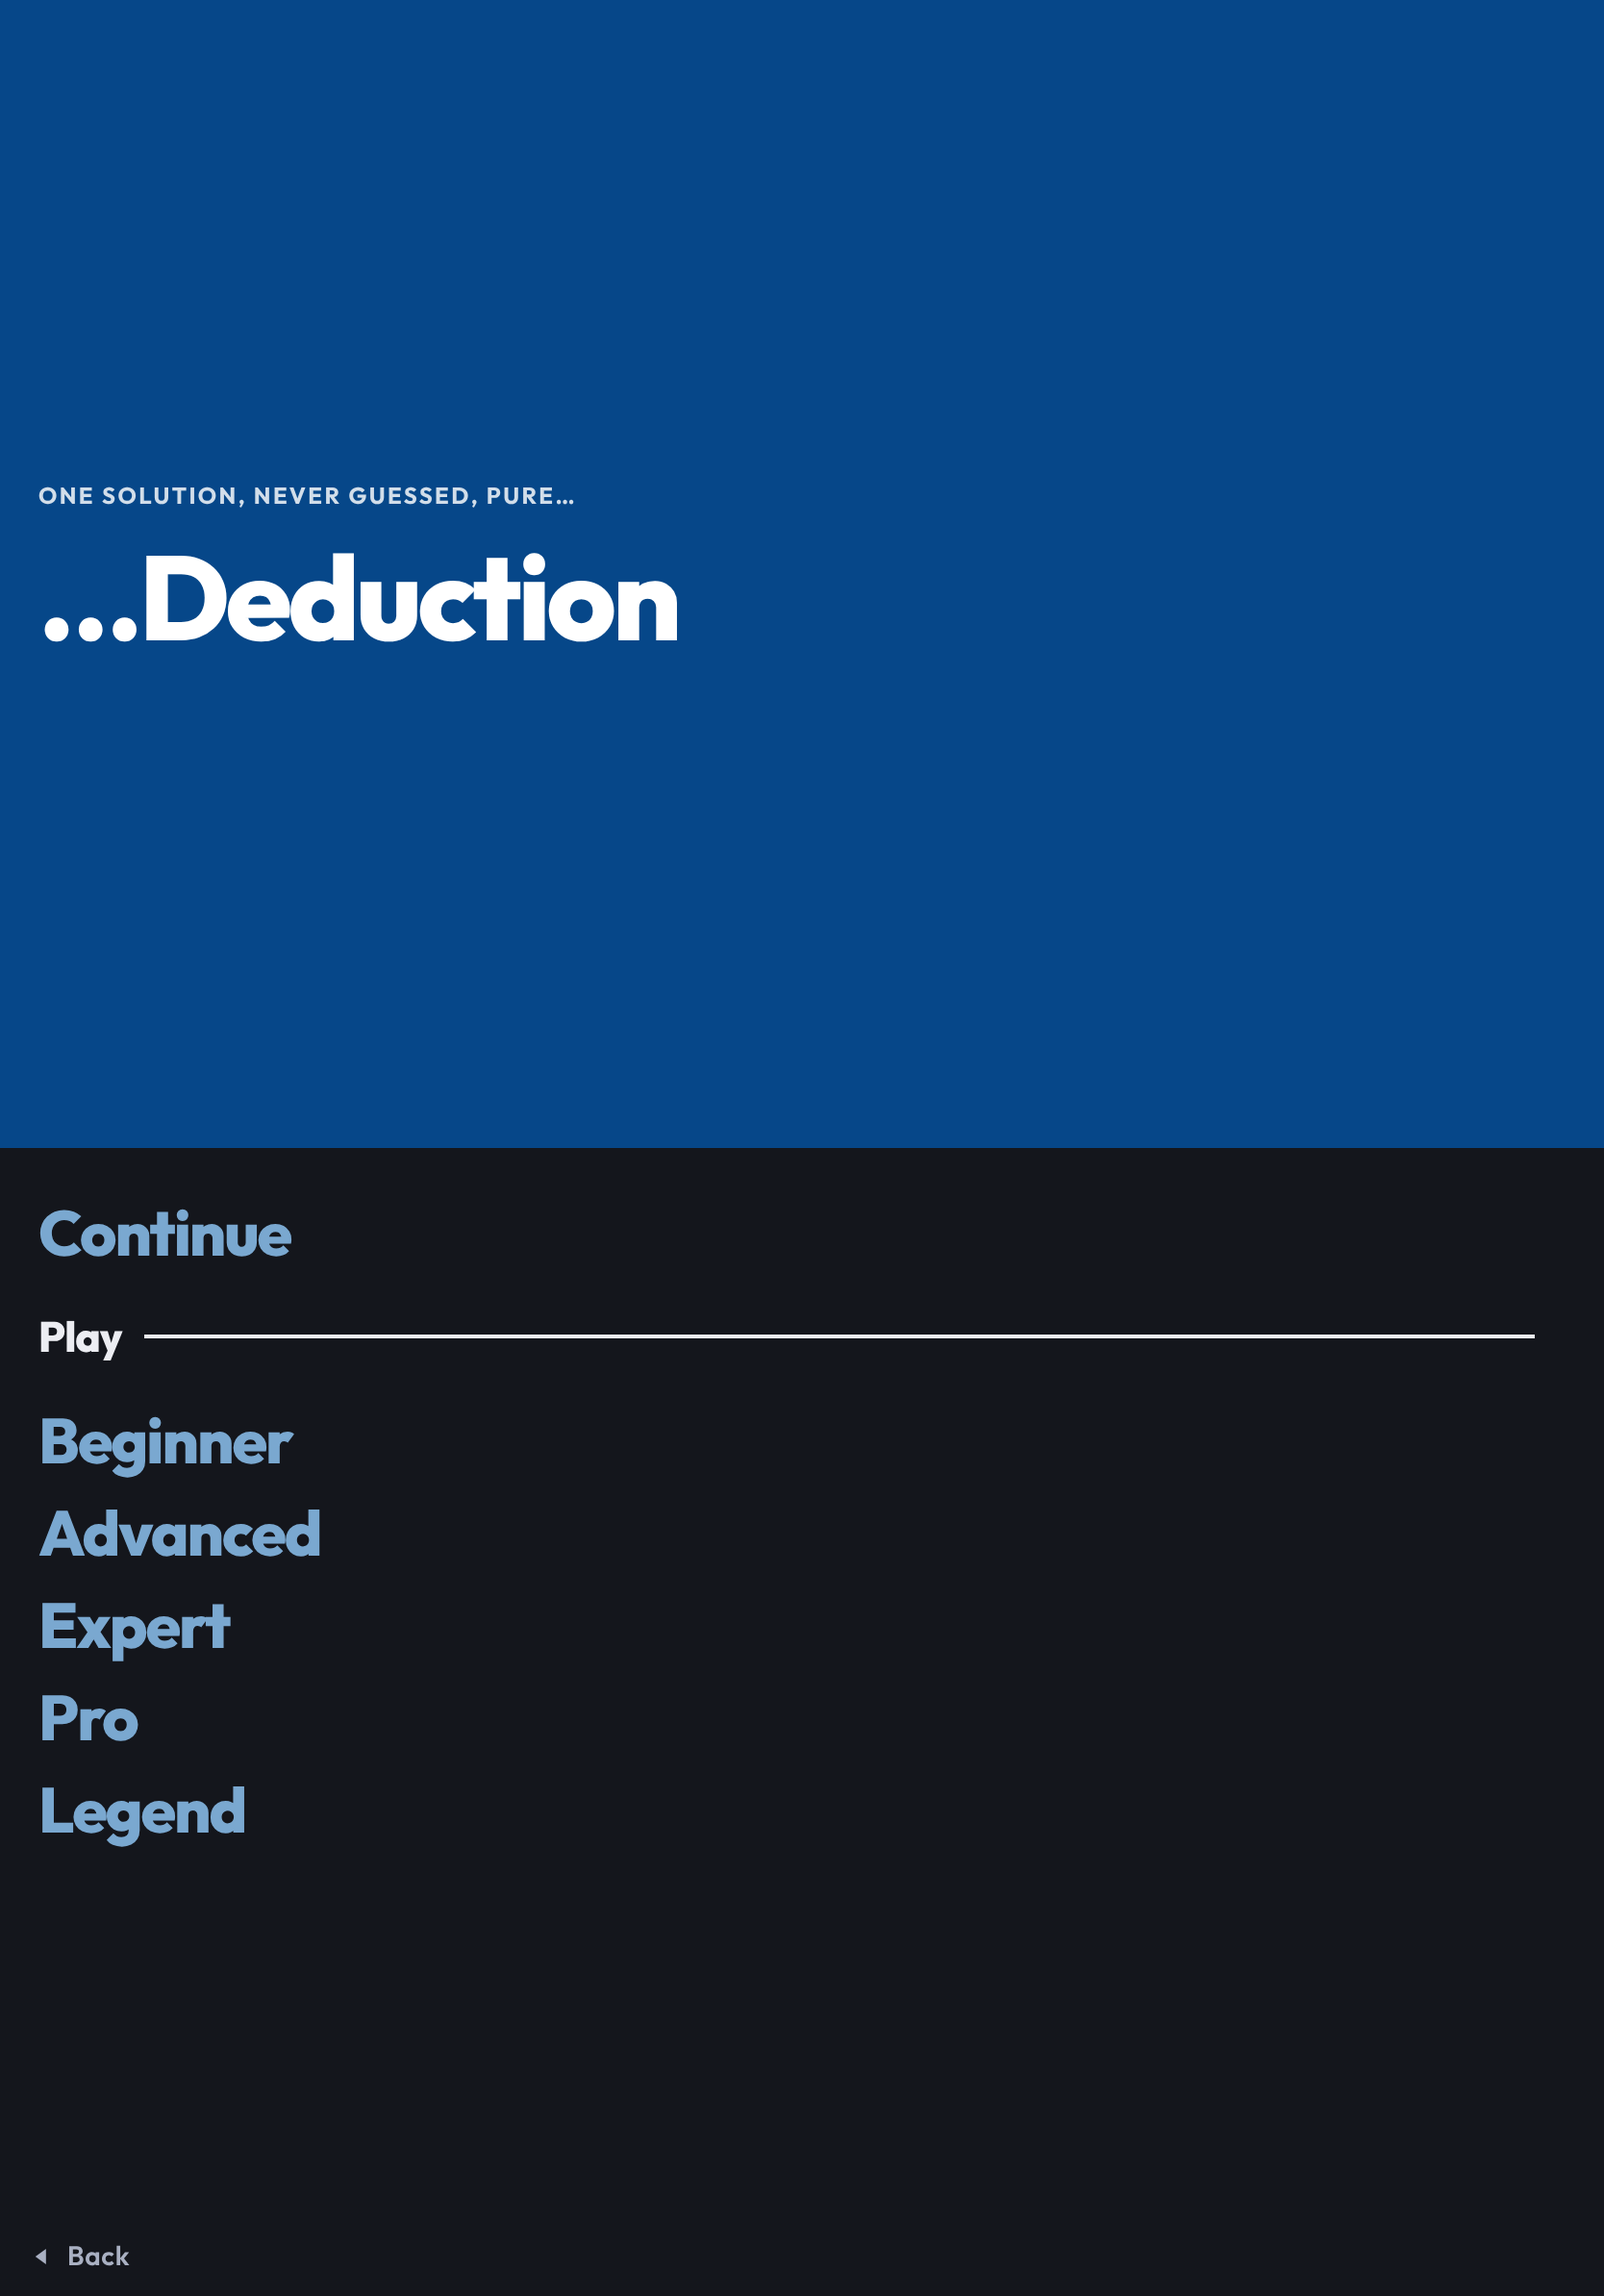 ONE SOLUTION, NEVER GUESSED, PURE...
...Deduction
Continue
Play
Beginner
Advanced
Expert
Pro
Legend
Back